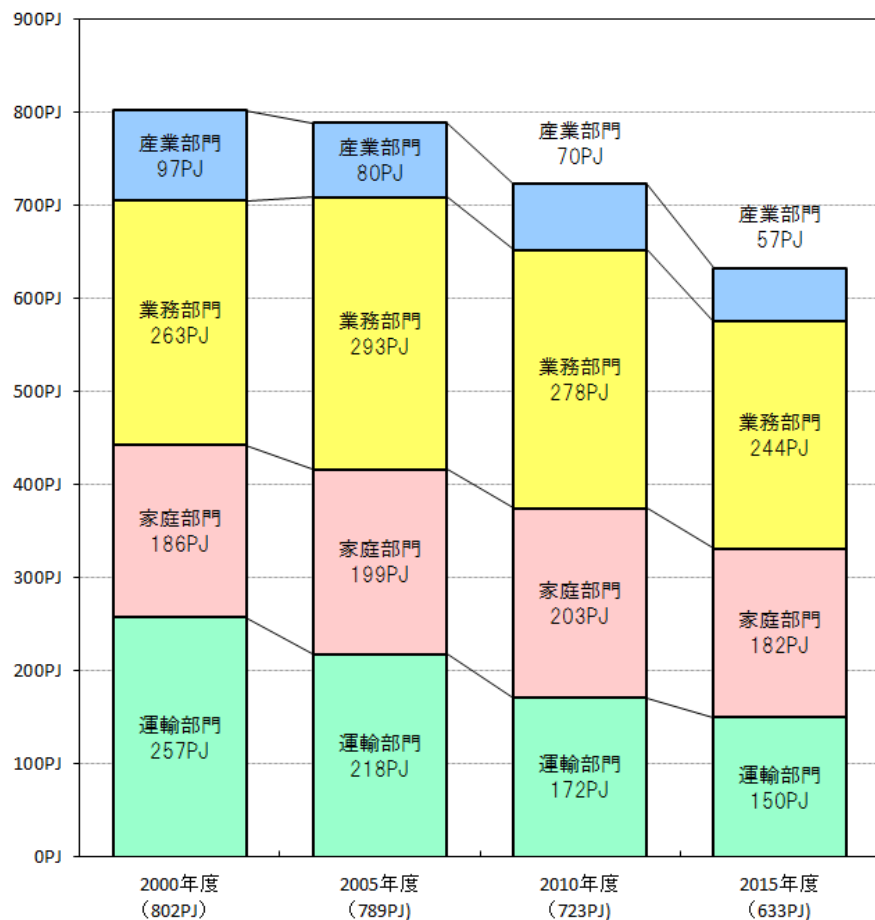 900PJ
800PJ
700PJ
600PJ
500PJ
400PJ
300PJ
200PJ
100PJ
0PJ
産業部門
97PJ
業務部門
263PJ
家庭部門
186PJ
運輸部門
257PJ
産業部門
80PJ
業務部門
293PJ
家庭部門
199PJ
運輸部門
218PJ
産業部門
70PJ
業務部門
278PJ
家庭部門
203PJ
運輸部門
172PJ
産業部門
57PJ
業務部門
244PJ
家庭部門
182PJ
運輸部門
150PJ
2000年度
（802PJ）
2005年度
（789PJ)
2010年度
（723PJ)
2015年度
（633PJ)